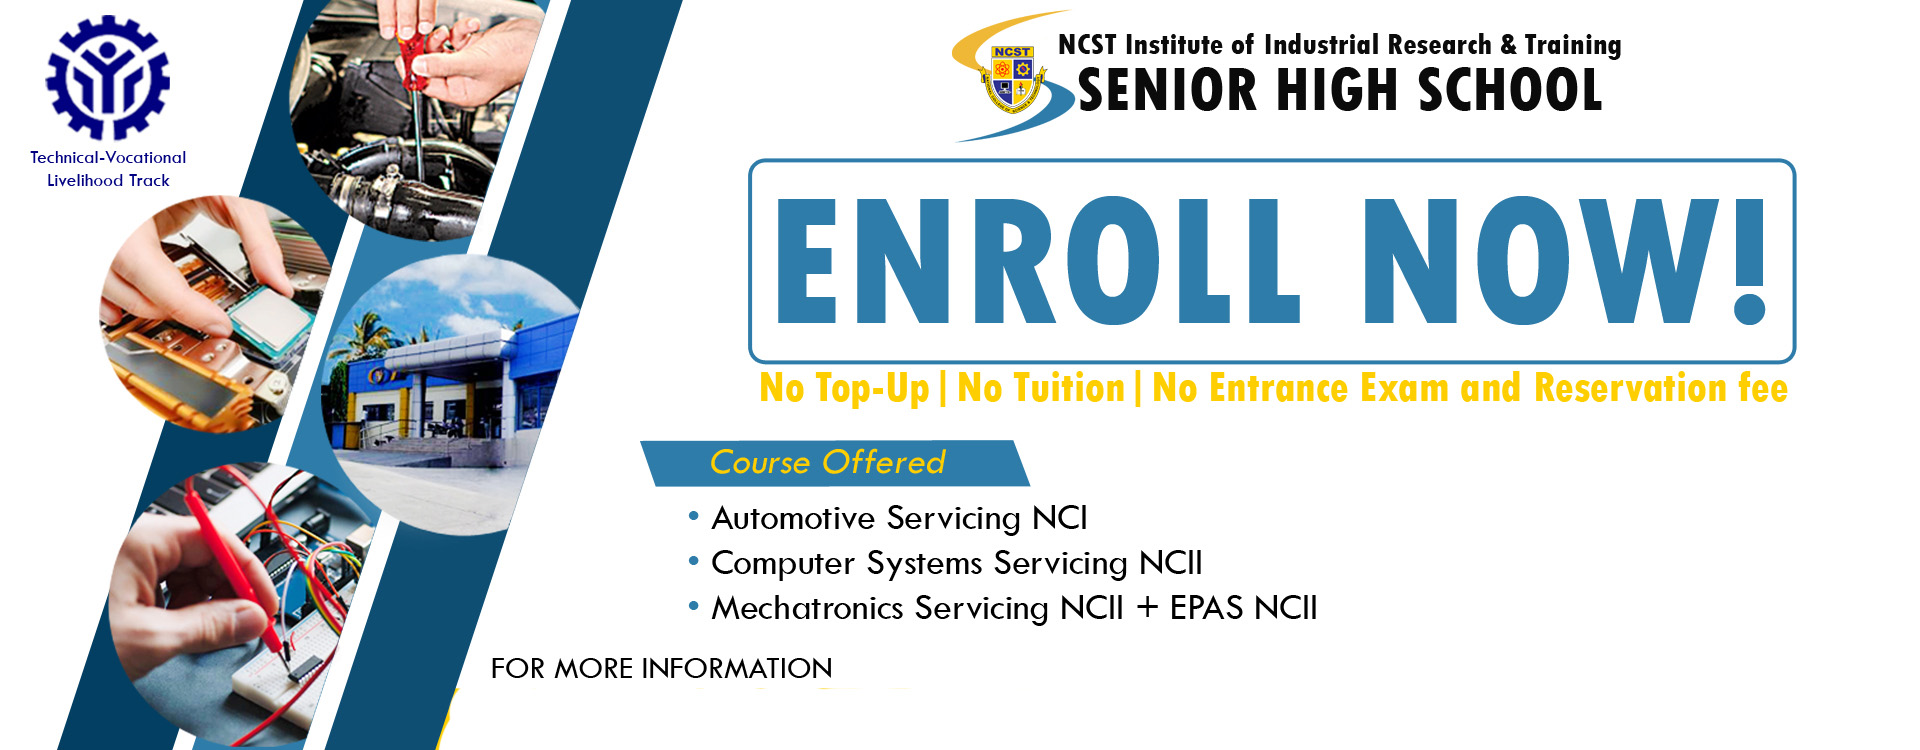 Technical-Vocational
Livelihood Track
NCST
NCST Institute of Industrial Research & Training
SENIOR HIGH SCHOOL
ENROLL NOW!
No Top-Up|No Tuition|No Entrance Exam and Reservation fee
Course Offered
• Automotive Servicing NCI
• Computer Systems Servicing NCII
• Mechatronics Servicing NCII + EPAS NCII
FOR MORE INFORMATION